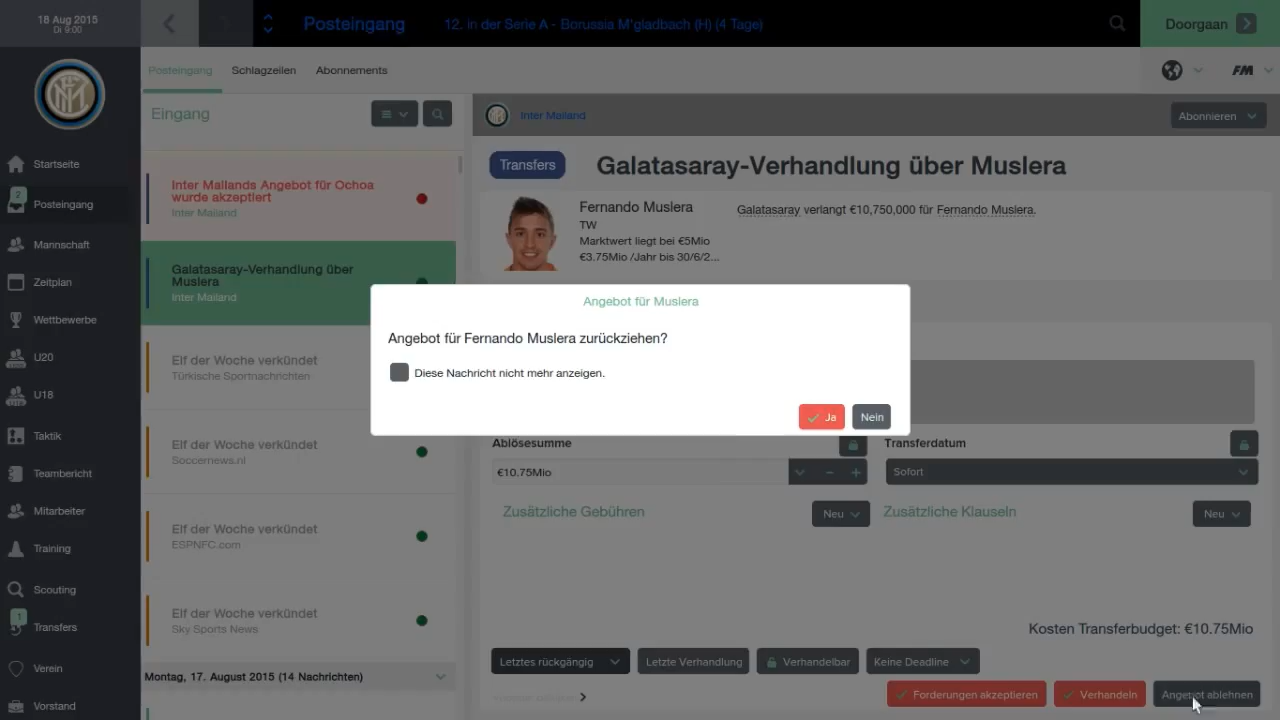 18 Aug 2015
Di 9:00
Posteingang
12. in der Serie A - Borussia M'gladbach (H) (4 Tage)
Doorgaan
Posteingang
Schlagzeilen
Abonnements
FM
Eingang
Inter Mailand
Abonnieren
Startseite
2
Posteingang
Mannschaft
Zeitplan
Wettbewerbe
U20
U18
Taktik
Teambericht
Mitarbeiter
Training
Scouting
1
Transfers
Verein
Vorstand
Inter Mailands Angebot für Ochoa
wurde akzeptiert
Inter Mailand
Galatasaray-Verhandlung über
Muslera
Inter Mailand
Elf der Woche verkündet
Türkische Sportnachrichten
Elf der Woche verkündet
Soccernews.nl
Elf der Woche verkündet
ESPNFC.com
Elf der Woche verkündet
Sky Sports News
Montag, 17. August 2015 (14 Nachrichten)
Transfers
Galatasaray-Verhandlung über Muslera
Fernando Muslera
TW
Marktwert liegt bei €5Mio
€3.75Mio /Jahr bis 30/6/2...
Galatasaray verlangt €10,750,000 für Fernando Muslera.
Angebot für Muslera
Angebot für Fernando Muslera zurückziehen?
Diese Nachricht nicht mehr anzeigen.
Ja
Nein
Ablösesumme
Transferdatum
€10.75Mio
Sofort
Zusätzliche Gebühren
Neu
Zusätzliche Klauseln
Neu
Kosten Transferbudget: €10.75Mio
Letztes rückgängig
Letzte Verhandlung
Verhandelbar
Keine Deadline
Forderungen akzeptieren
Verhandeln
Angebot ablehnen